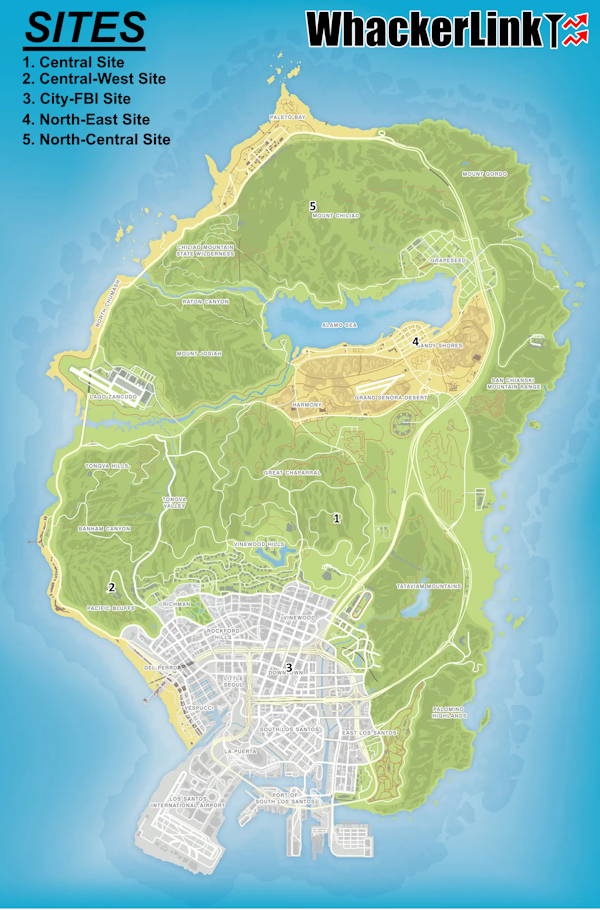 SITES
WhackerLink
1. Central Site
2. Central-West Site
3. City-FBI Site
4. North-East Site
5. North-Central Site
PALETO BAY
MOUNT GORDO
5
MOUNT CHILIAD
CHILIAD MOUNTAIN
STATE WILDERNESS
GRAPESEED
NORTH CHUMASH
RATON CANYON
ALAMO SEA
4
SANDY SHORES
MOUNT JOSIAH
SAN CHIANSKI
MOUNTAIN RANGE
LAGO ZANCUDO
HARMONY
GRAND SENORA DESERT
TONGVA HILLS
GREAT CHAPARRAL
TONGVA
VALLEY
1
BANHAM CANYON
VINEWOOD HILLS
2
TATAVIAM MOUNTAINS
PACIFIC BLUFFS
RICHMAN
VINEWOOD
ROCKFORD
HILLS
DEL PERRO
3
DOWNTOWN
LITTLE
SEOUL
VESPUCCI
PALOMINO
HIGHLANDS
SOUTH LOS SANTOS
EAST LOS SANTOS
LA PUERTA
LOS SANTOS
INTERNATIONAL AIRPORT
PORT OF
SOUTH LOS SANTOS